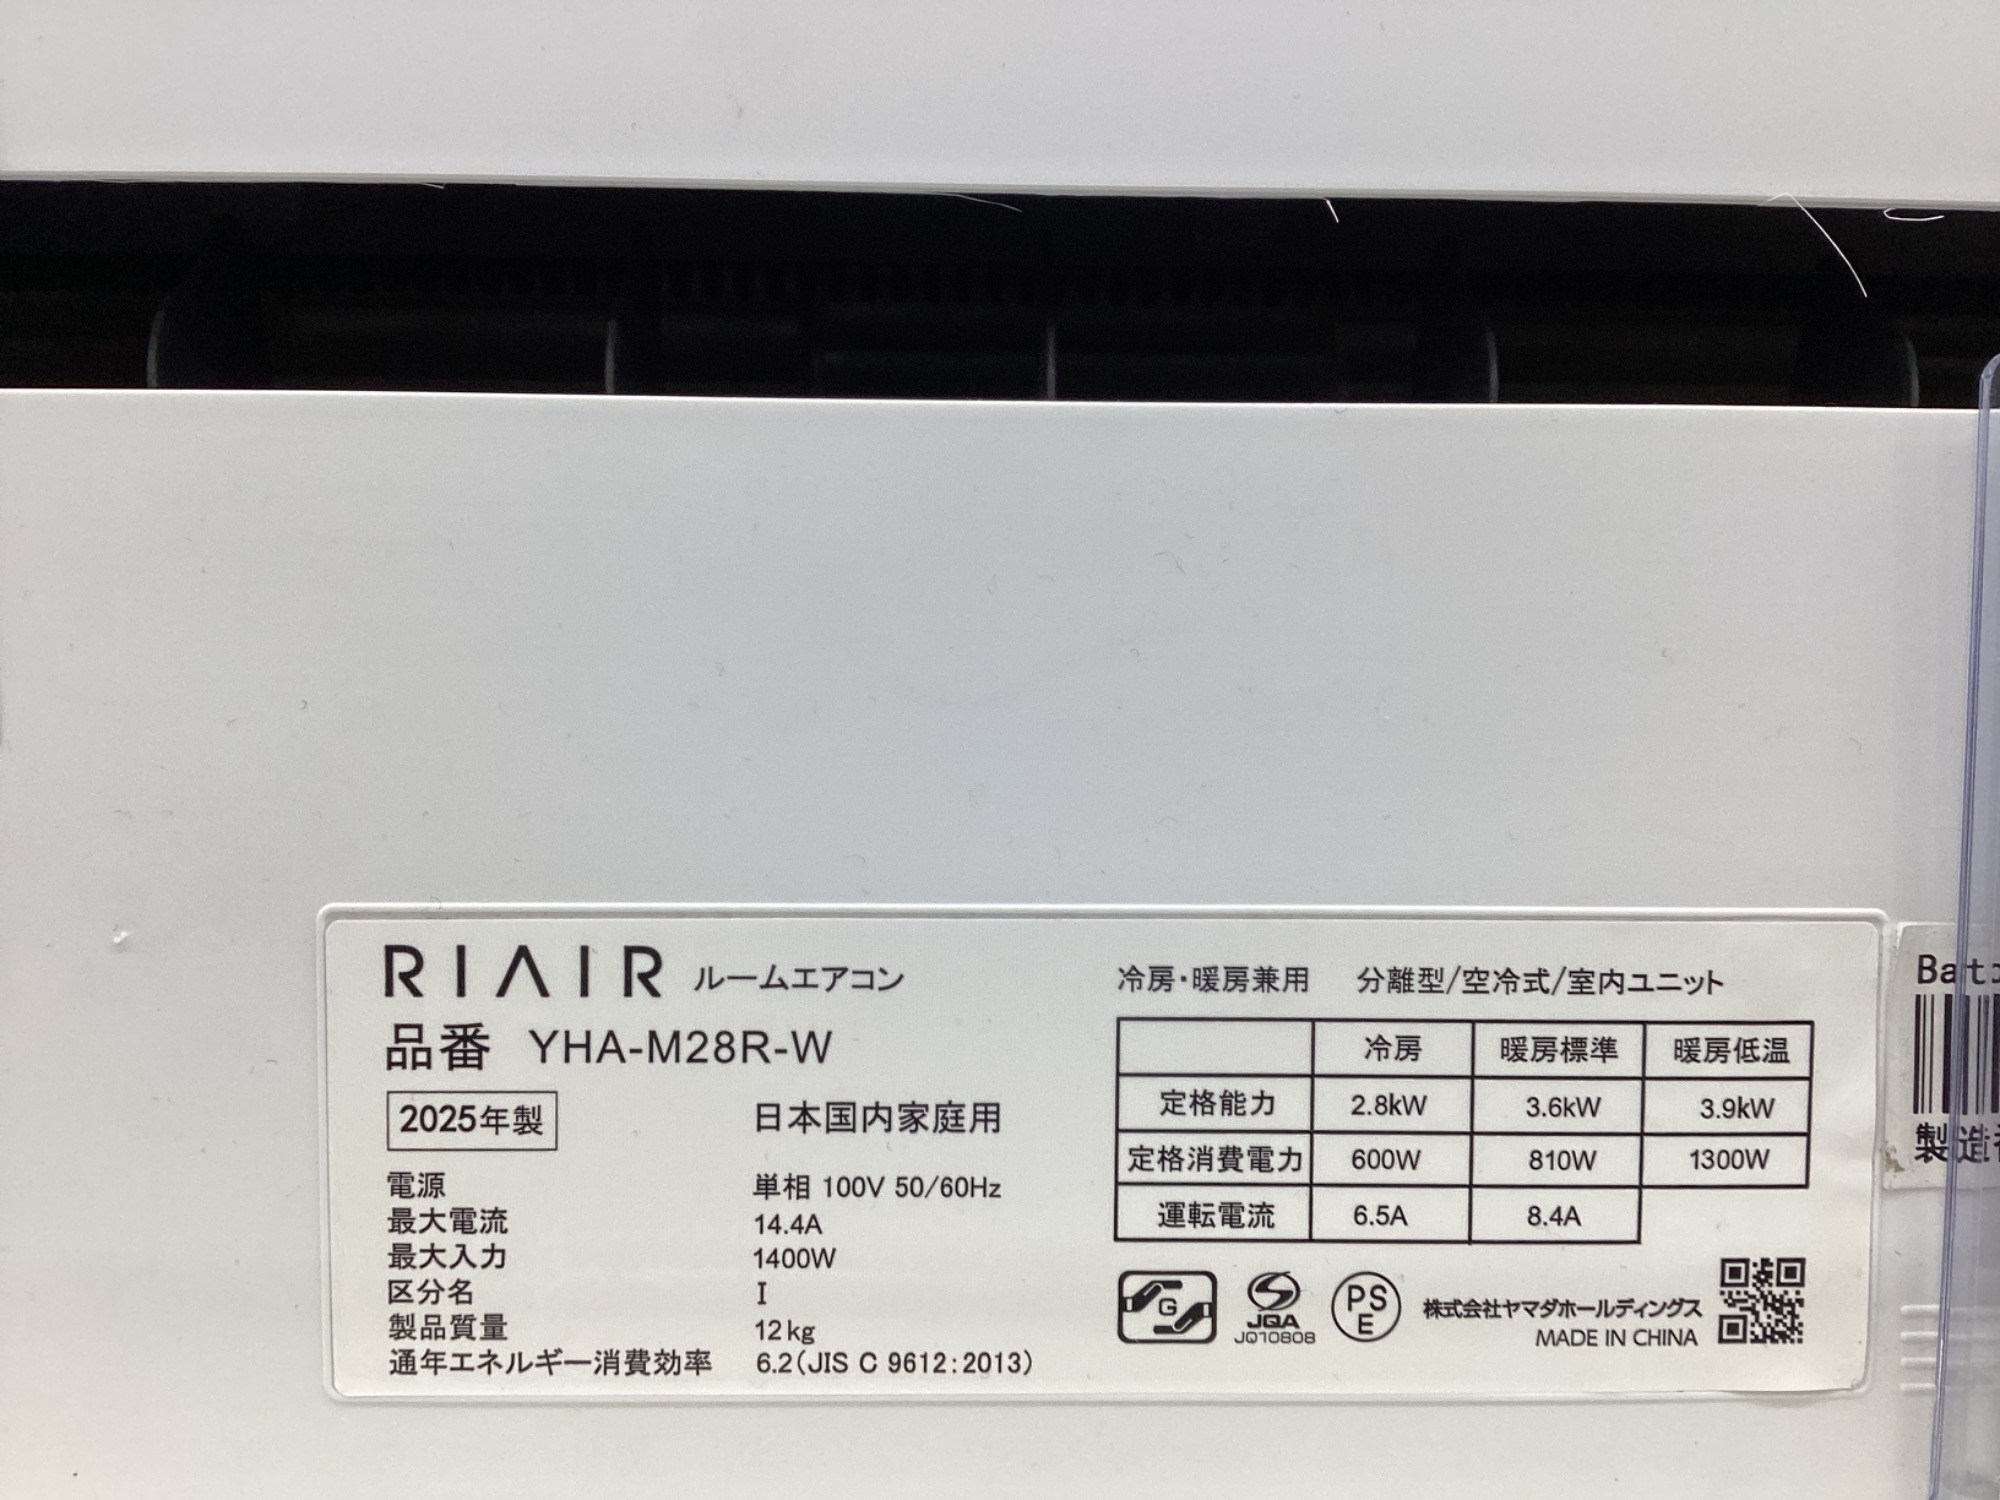 RIAIR ルームエアコン
品番 YHA-M28R-W
2025年製 日本国内家庭用
電源 単相 100V 50/60Hz
最大電流 14.4A
最大入力 1400W
区分名 I
製品質量 12kg
通年エネルギー消費効率 6.2(JIS C 9612:2013)
冷房・暖房兼用 分離型/空冷式/室内ユニット
冷房 暖房標準 暖房低温
定格能力 2.8kW 3.6kW 3.9kW
定格消費電力 600W 810W 1300W
運転電流 6.5A 8.4A
G
JQA
JQ10808
PS
E
株式会社ヤマダホールディングス
MADE IN CHINA
製造